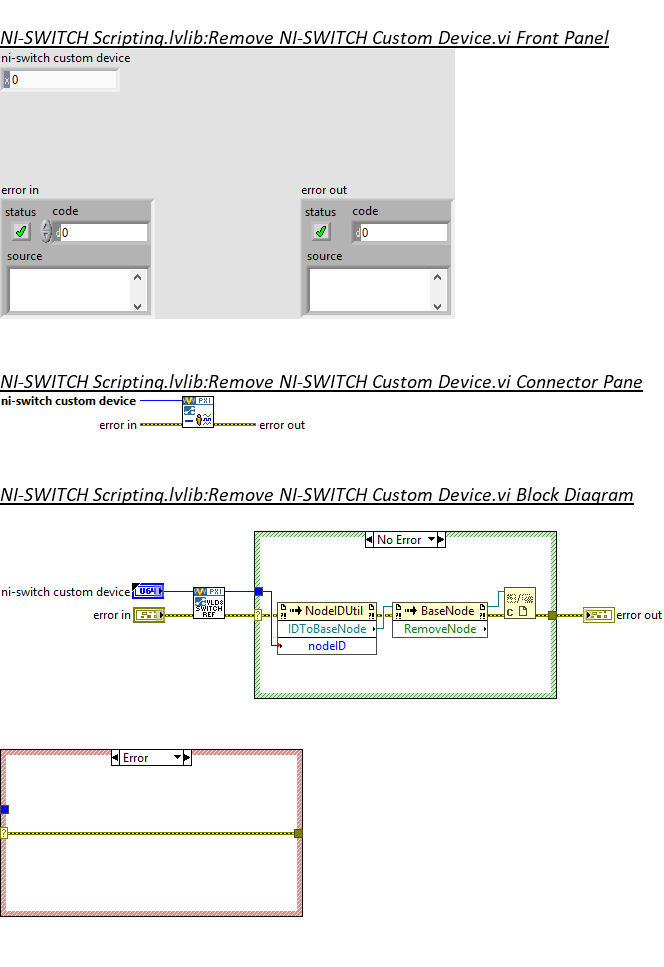 NI-SWITCH Scripting.lvlib:Remove NI-SWITCH Custom Device.vi Front Panel
ni-switch custom device
x 0
error in
error out
status code
status code
d 0
d 0
source
source
NI-SWITCH Scripting.lvlib:Remove NI-SWITCH Custom Device.vi Connector Pane
ni-switch custom device
PXI
error in
error out
NI-SWITCH Scripting.lvlib:Remove NI-SWITCH Custom Device.vi Block Diagram
No Error
ni-switch custom device
U64
PXI
VLDS
SWITCH
REF
error in
?
NodeIDUtil
IDToBaseNode
nodeID
BaseNode
RemoveNode
C
error out
Error
?